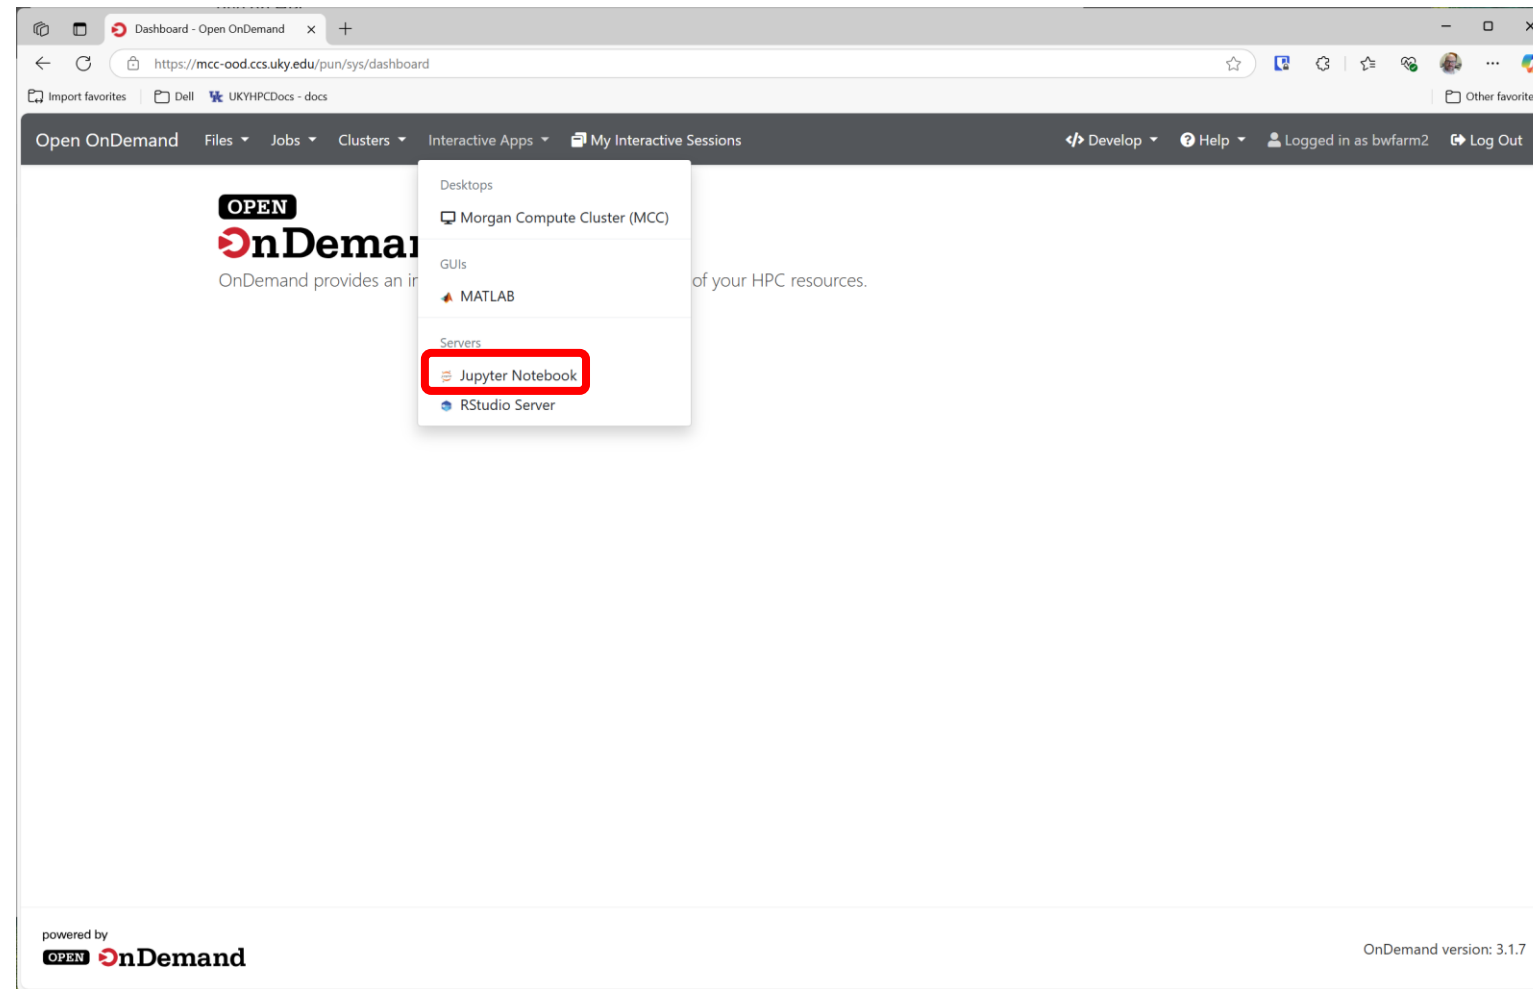 Dashboard - Open OnDemand
https://mcc-ood.ccs.uky.edu/pun/sys/dashboard
Import favorites Dell UKYHPCDocs - docs Other favorite
Open OnDemand Files Jobs Clusters Interactive Apps My Interactive Sessions </> Develop Help Logged in as bwfarm2 Log Out
Desktops
Morgan Compute Cluster (MCC)
GUIs
MATLAB
Servers
Jupyter Notebook
RStudio Server
OPEN
OnDemar
OnDemand provides an in of your HPC resources.
powered by
OPEN OnDemand
OnDemand version: 3.1.7